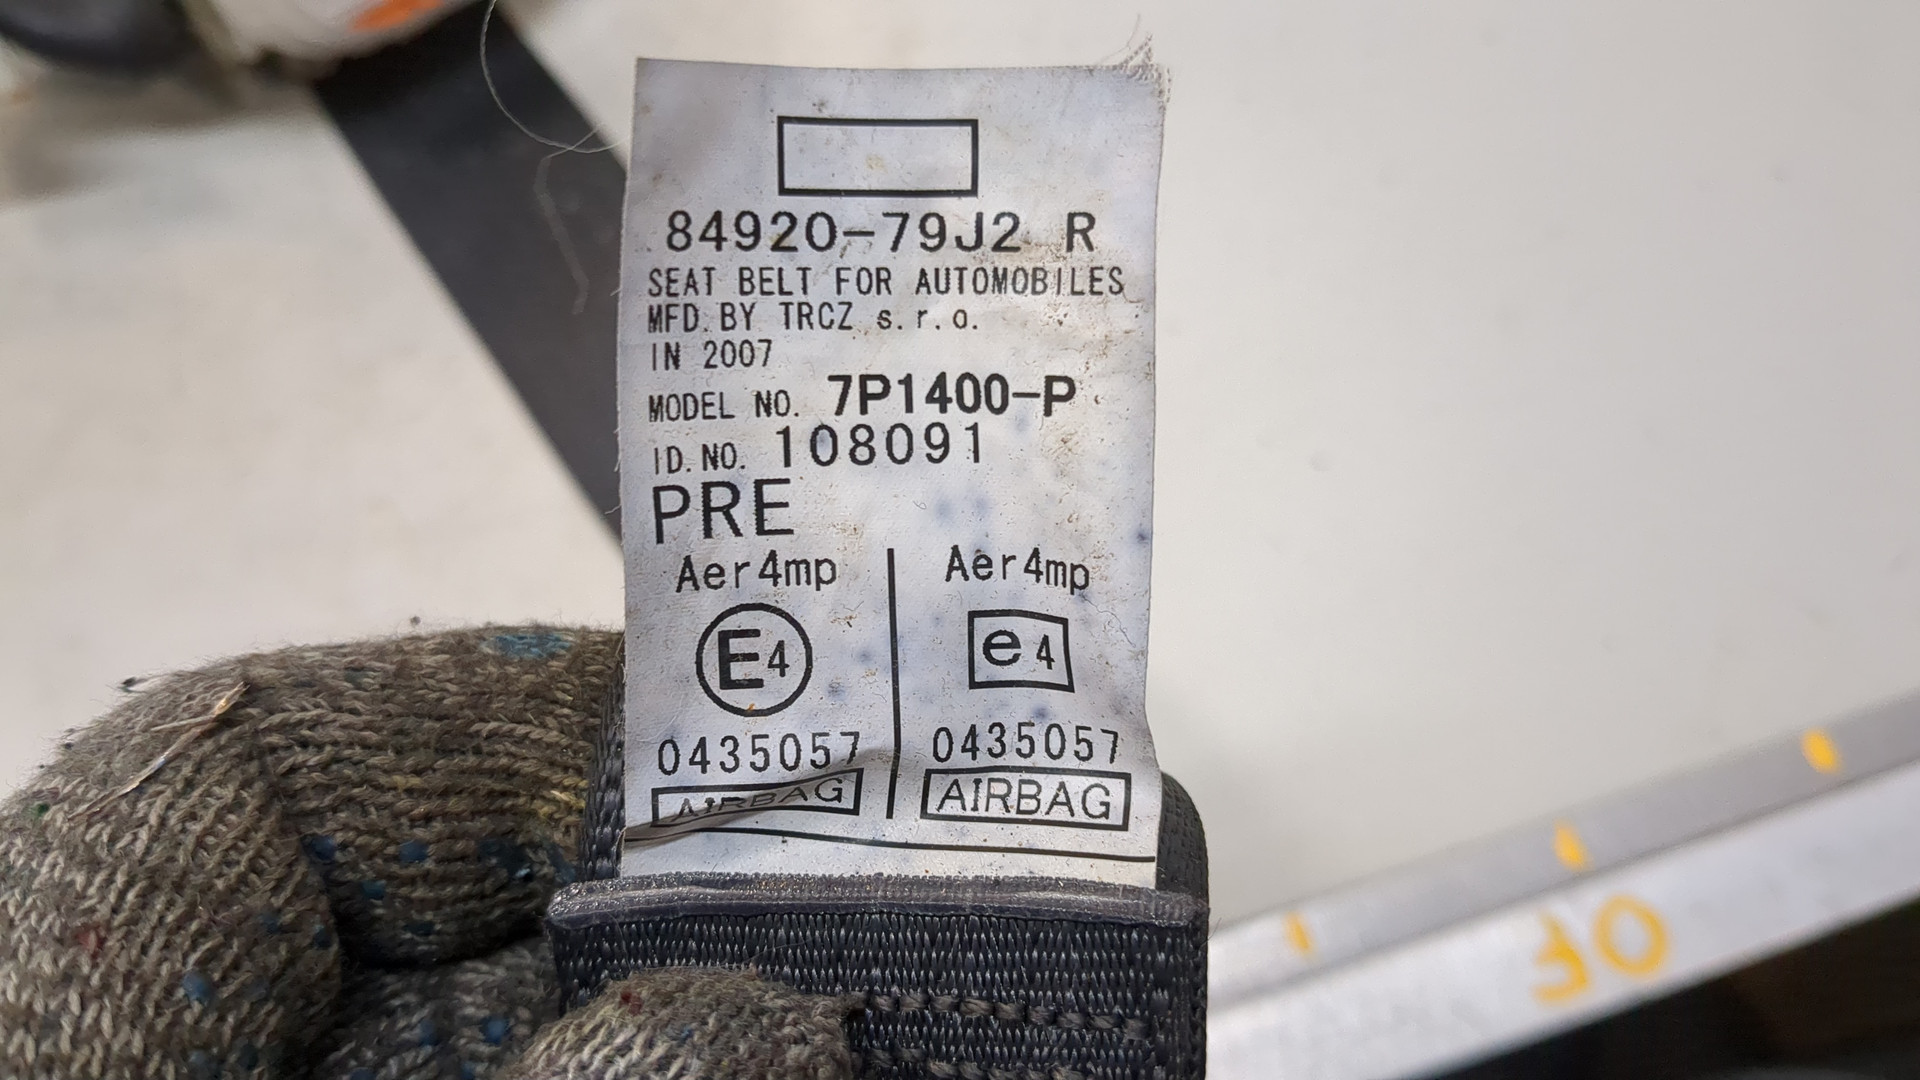 84920-79J2 R
SEAT BELT FOR AUTOMOBILES
MFD. BY TRCZ s.r.o.
IN 2007
MODEL NO. 7P1400-P
ID. NO. 108091
PRE
Aer4mp Aer4mp
E4 e4
0435057 0435057
AIRBAG AIRBAG